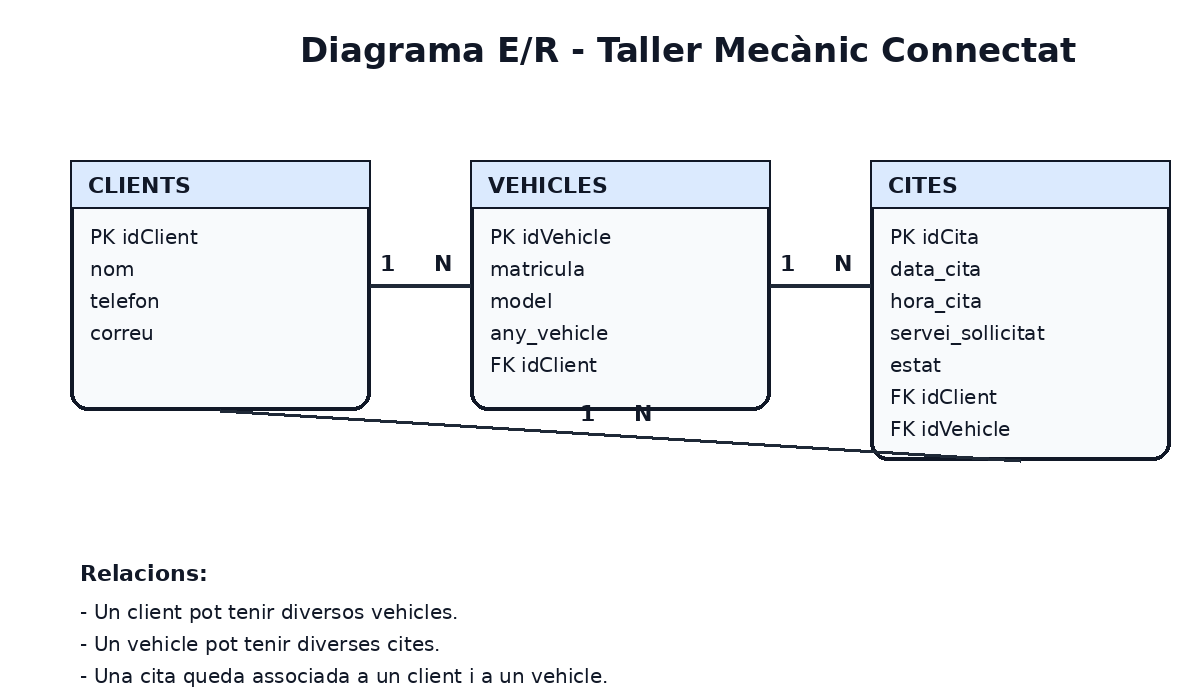 Diagrama E/R - Taller Mecànic Connectat
CLIENTS
PK idClient
nom
telefon
correu
1 N
VEHICLES
PK idVehicle
matricula
model
any_vehicle
FK idClient
1 N
CITES
PK idCita
data_cita
hora_cita
servei_sollicitat
estat
FK idClient
FK idVehicle
1 N
Relacions:
- Un client pot tenir diversos vehicles.
- Un vehicle pot tenir diverses cites.
- Una cita queda associada a un client i a un vehicle.